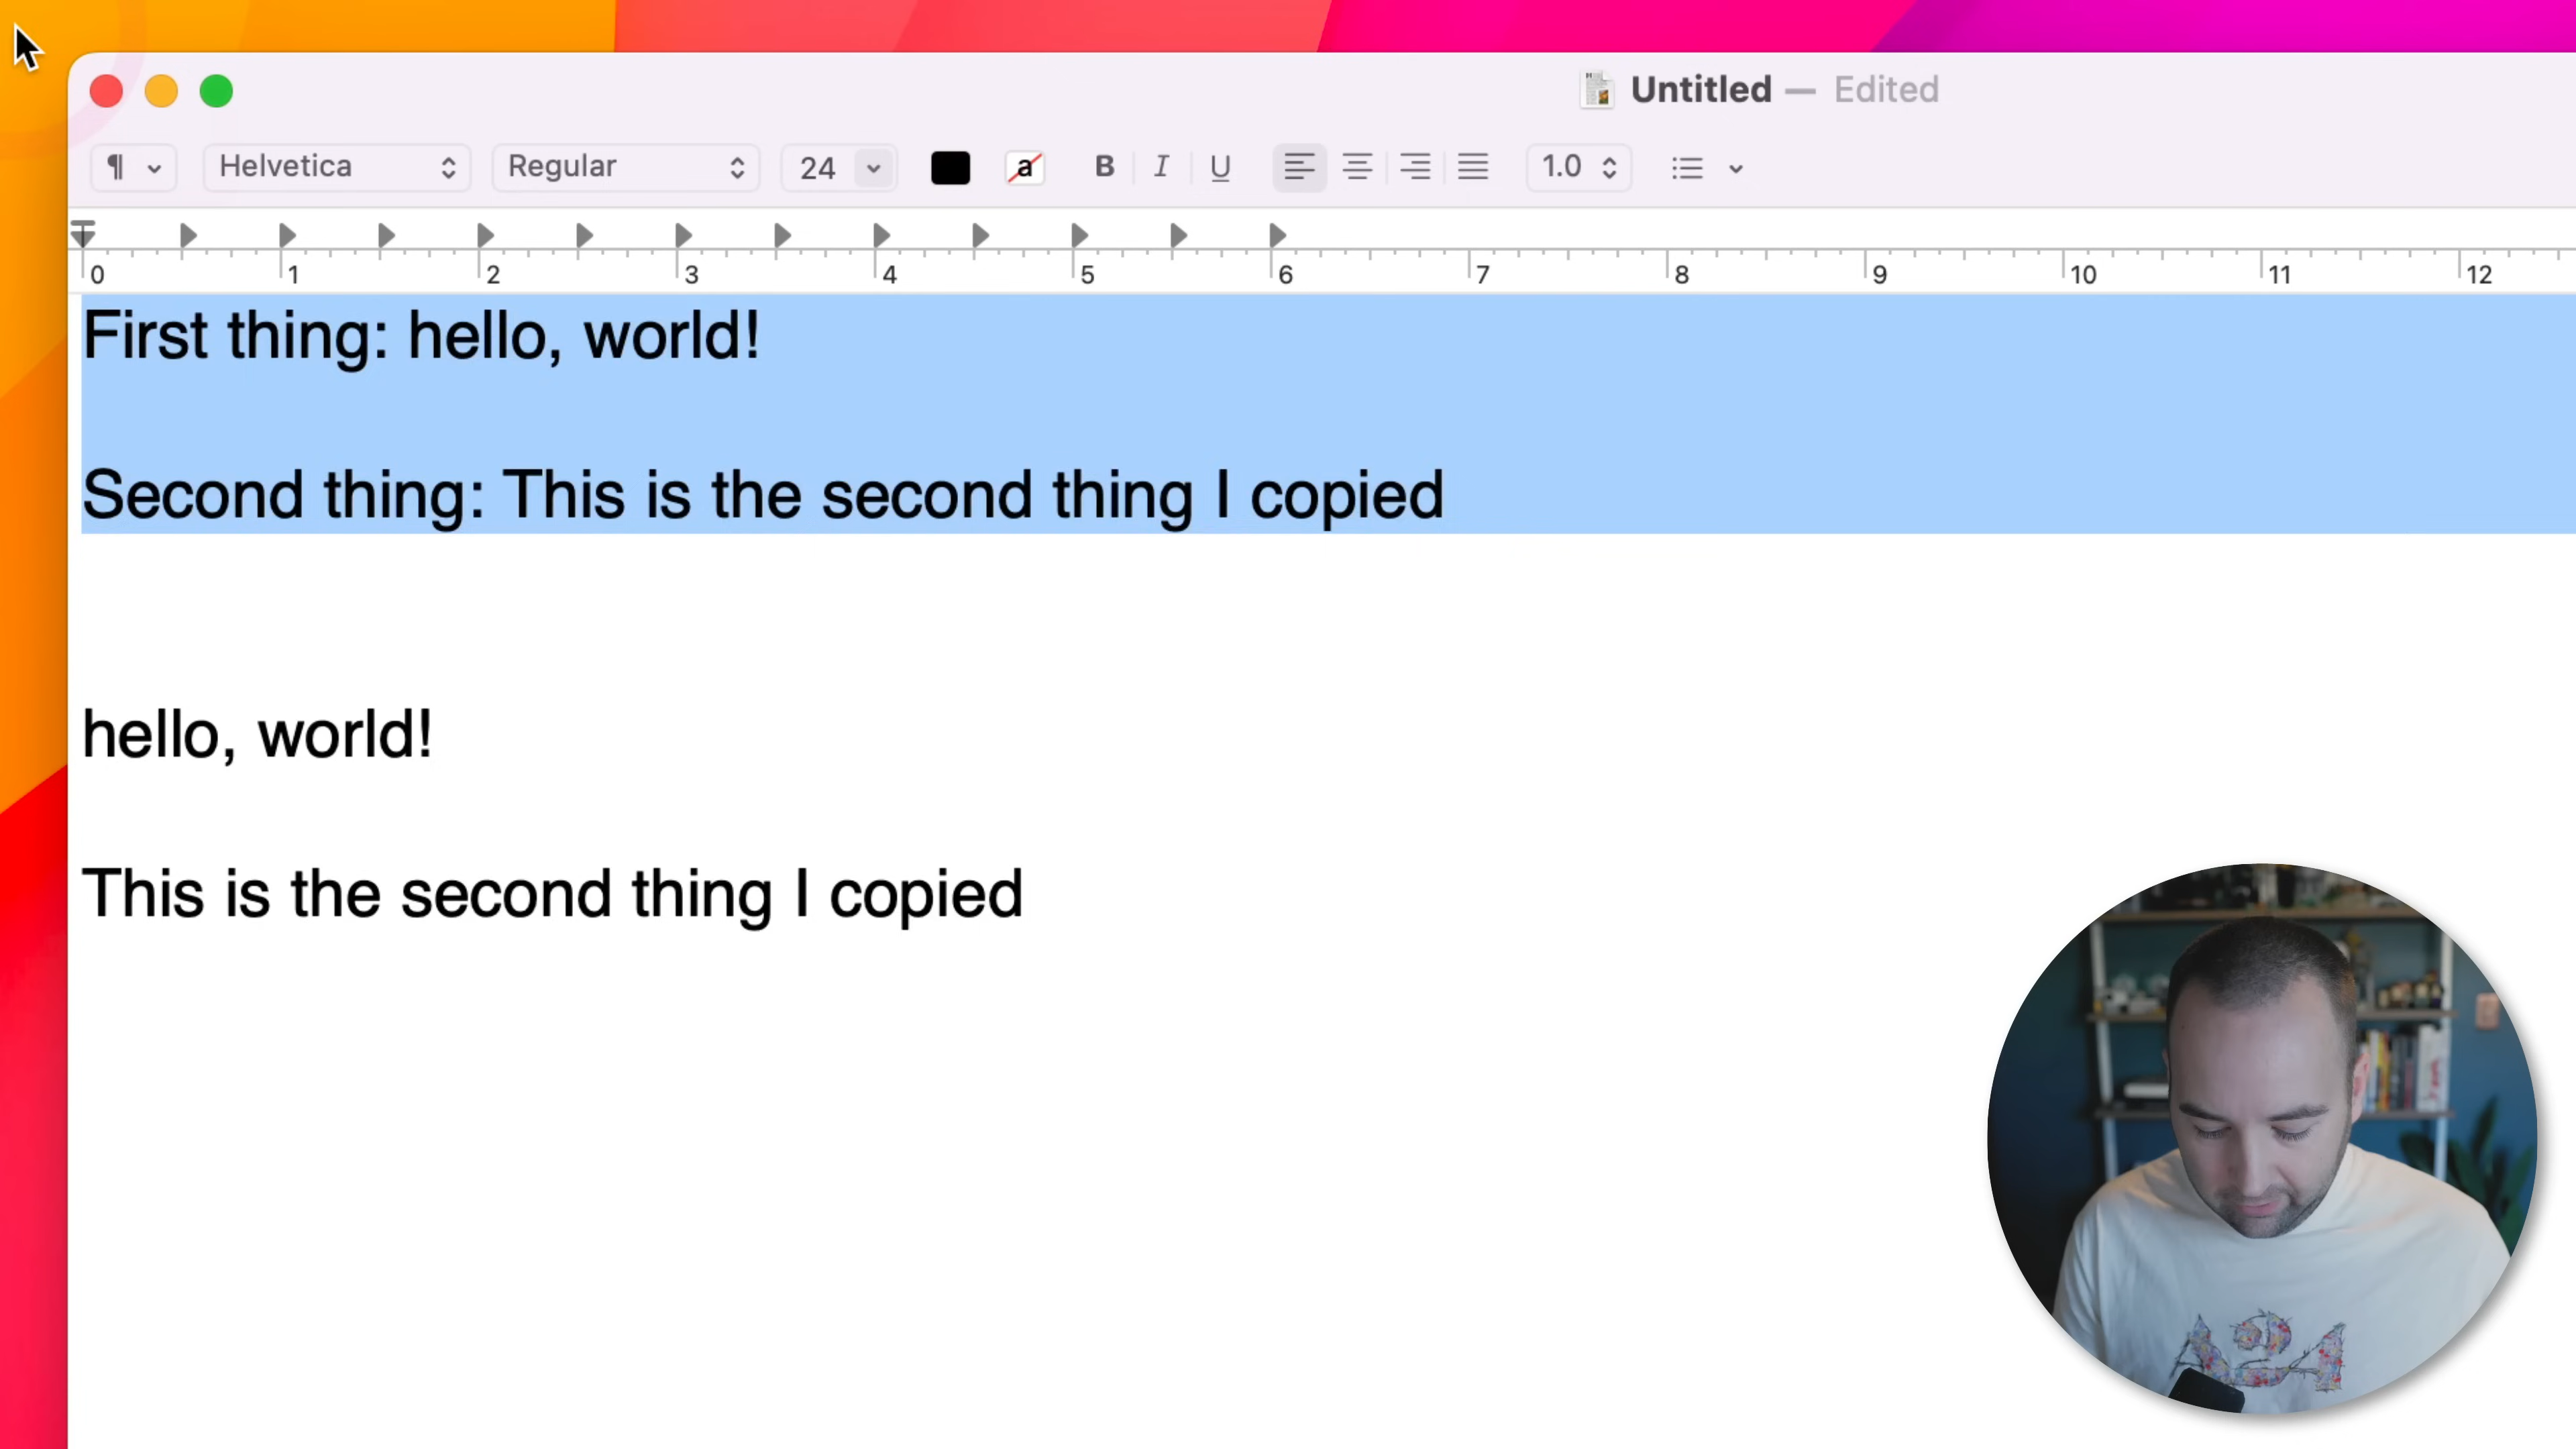 Untitled — Edited
¶ Helvetica Regular 24 a B I U 1.0
0 1 2 3 4 5 6 7 8 9 10 11 12
First thing: hello, world!
Second thing: This is the second thing I copied
hello, world!
This is the second thing I copied
A24